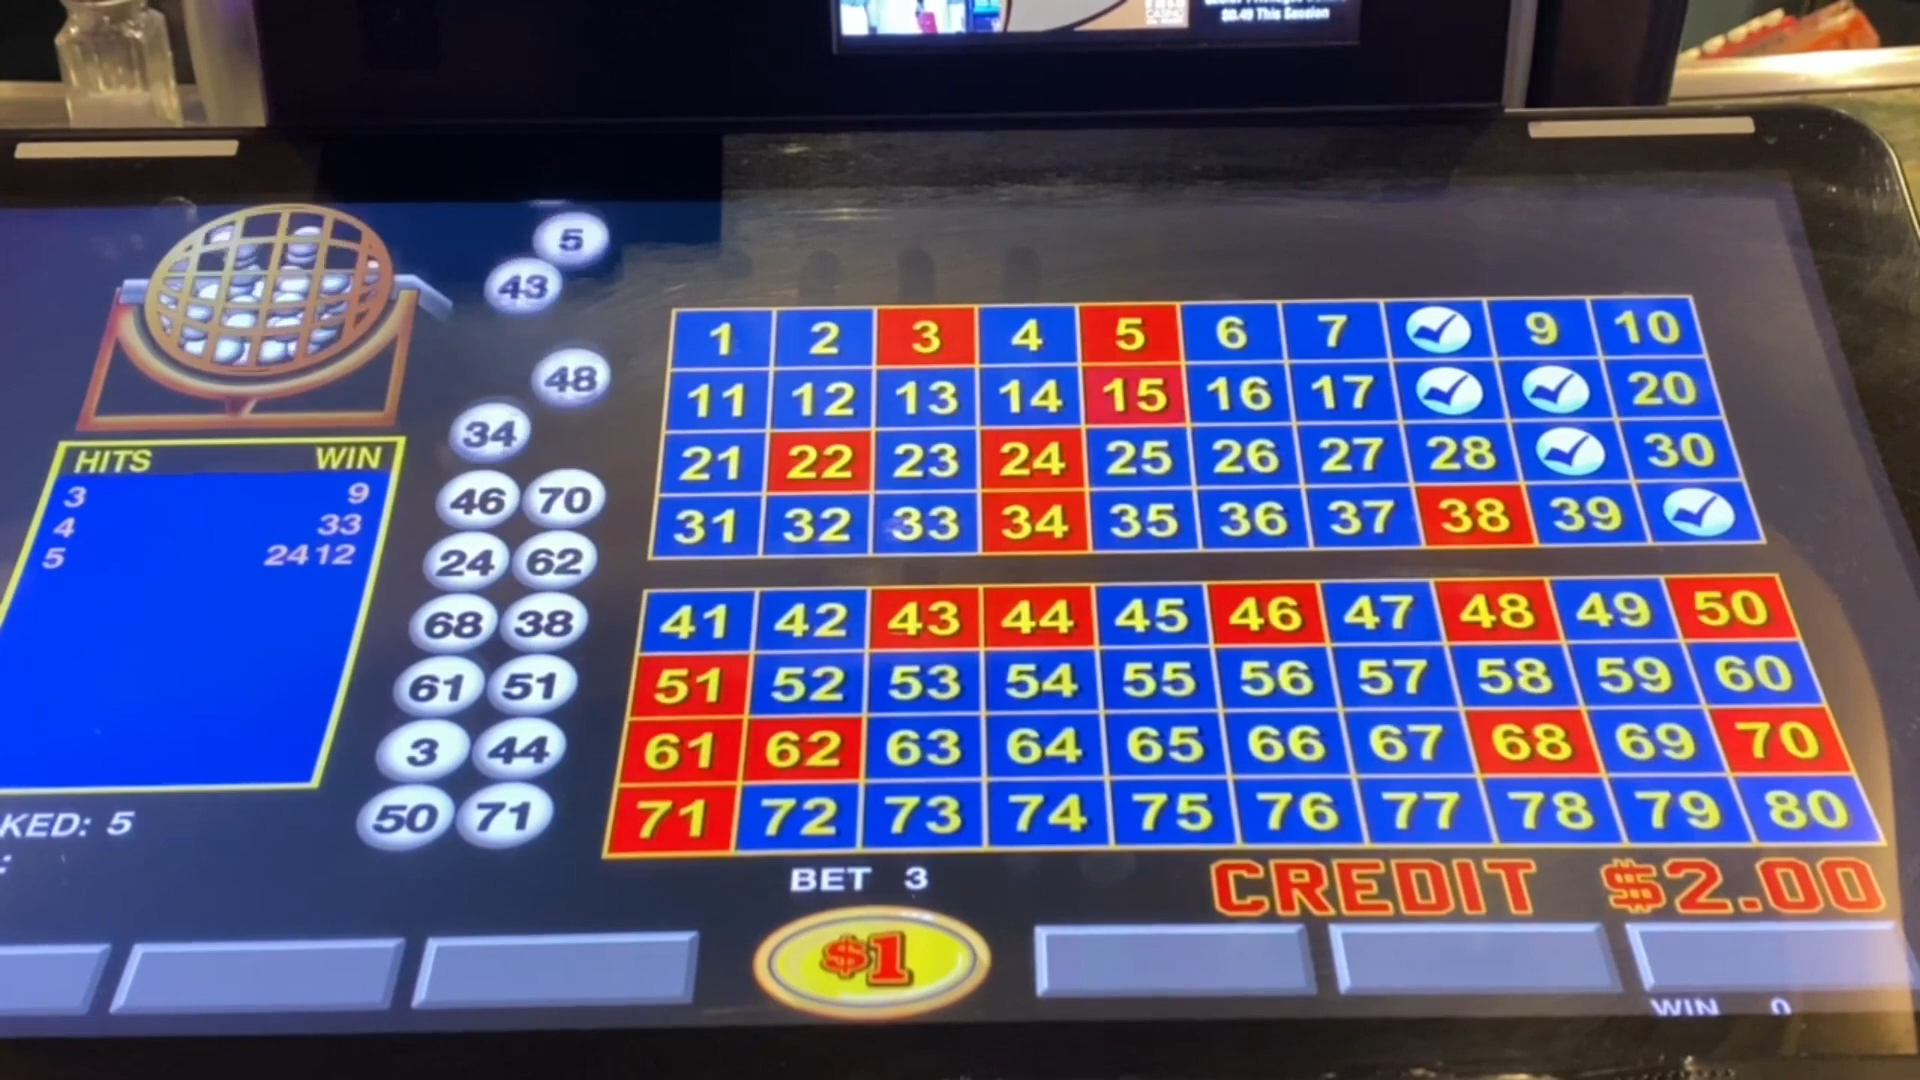 $0.49 This Session
CASINO
5
43
48
34
46 70
24 62
68 38
61 51
3 44
50 71
HITS WIN
3 9
4 33
5 2412
KED: 5
:
1 2 3 4 5 6 7 9 10
11 12 13 14 15 16 17 20
21 22 23 24 25 26 27 28 30
31 32 33 34 35 36 37 38 39
41 42 43 44 45 46 47 48 49 50
51 52 53 54 55 56 57 58 59 60
61 62 63 64 65 66 67 68 69 70
71 72 73 74 75 76 77 78 79 80
BET 3
CREDIT $2.00
$1
WIN 0